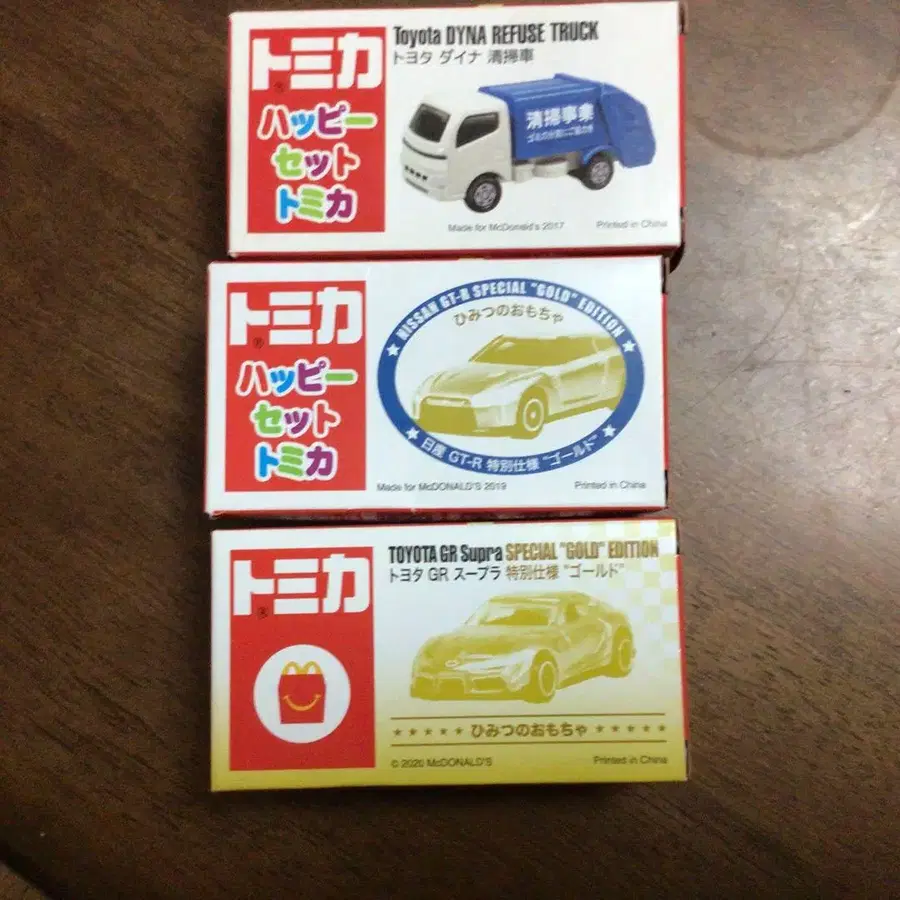 トミカ®
ハッピー
セット
トミカ
Toyota DYNA REFUSE TRUCK
トヨタ ダイナ 清掃車
清掃事業
Made for McDonald's 2017
Printed in China
トミカ®
ハッピー
セット
トミカ
NISSAN GT-R SPECIAL "GOLD" EDITION
ひみつのおもちゃ
日産 GT-R 特別仕様 "ゴールド"
Made for McDONALD'S 2019
Printed in China
トミカ®
TOYOTA GR Supra SPECIAL "GOLD" EDITION
トヨタ GR スープラ 特別仕様 "ゴールド"
ひみつのおもちゃ
© 2020 McDONALD'S
Printed in China